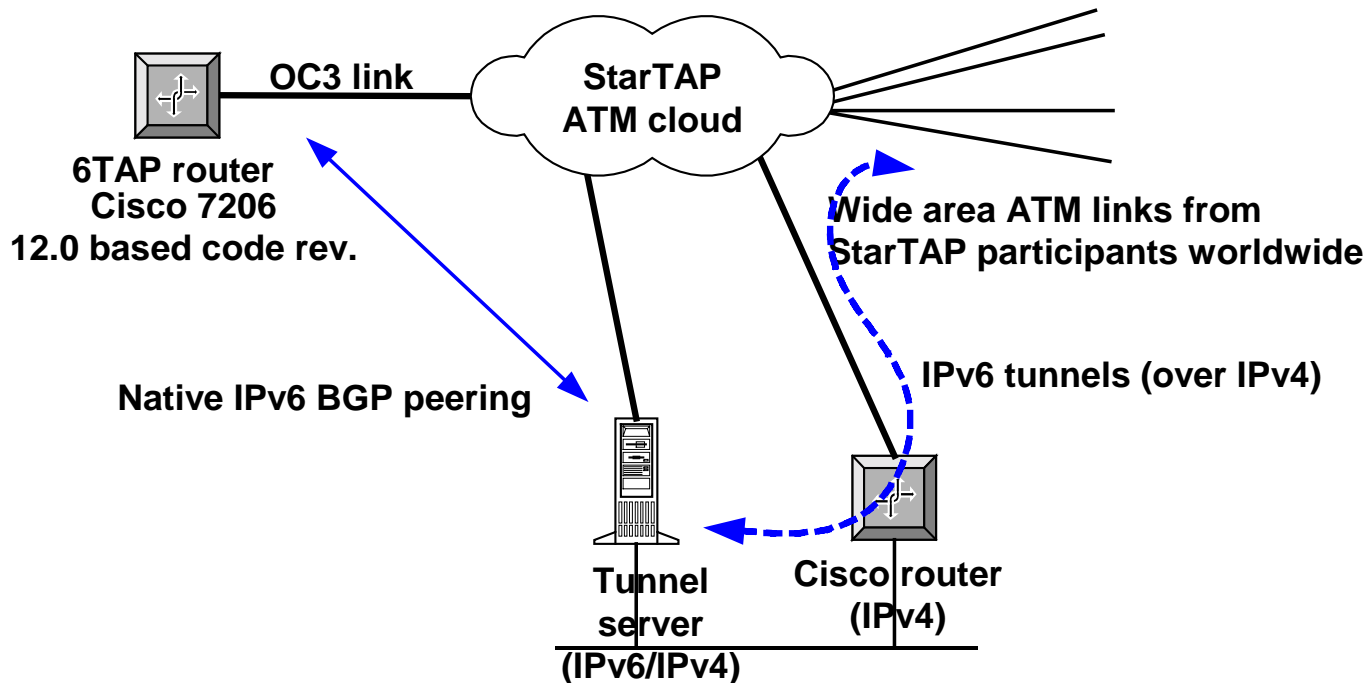 OC3 link
StarTAP
ATM cloud
6TAP router
Cisco 7206
12.0 based code rev.
Wide area ATM links from
StarTAP participants worldwide
Native IPv6 BGP peering
IPv6 tunnels (over IPv4)
Tunnel
server
(IPv6/IPv4)
Cisco router
(IPv4)